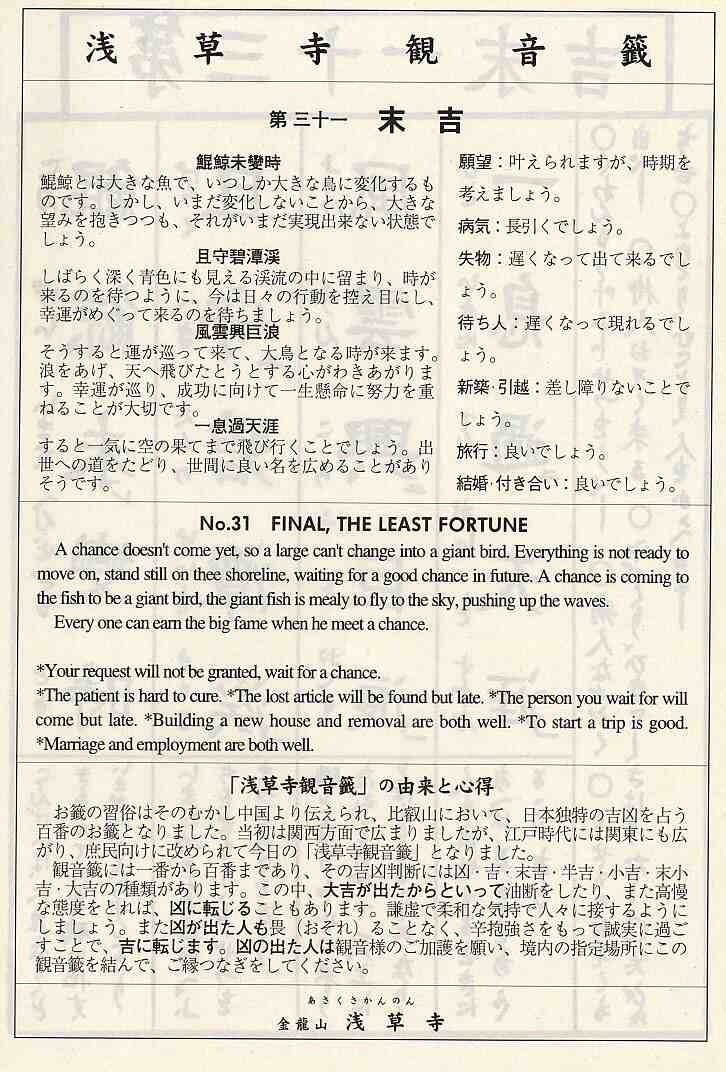 浅草寺観音籤
第三十一 末吉
鯤鯨未變時
鯤鯨とは大きな魚で、いつしか大きな鳥に変化するも
のです。しかし、いまだ変化しないことから、大きな
望みを抱きつつも、それがいまだ実現出来ない状態で
しょう。
且守碧潭渓
しばらく深く青色にも見える渓流の中に留まり、時が
来るのを待つように、今は日々の行動を控え目にし、
幸運がめぐって来るのを待ちましょう。
風雲興巨浪
そうすると運が巡って来て、大鳥となる時が来ます。
浪をあげ、天へ飛びたとうとする心がわきあがりま
す。幸運が巡り、成功に向けて一生懸命に努力を重
ねることが大切です。
一息過天涯
すると一気に空の果てまで飛び行くことでしょう。出
世への道をたどり、世間に良い名を広めることがあり
そうです。
願望：叶えられますが、時期を
考えましょう。
病気：長引くでしょう。
失物：遅くなって出て来るでし
ょう。
待ち人：遅くなって現れるでし
ょう。
新築・引越：差し障りないことで
しょう。
旅行：良いでしょう。
結婚・付き合い：良いでしょう。
No.31 FINAL, THE LEAST FORTUNE
A chance doesn't come yet, so a large can't change into a giant bird. Everything is not ready to
move on, stand still on thee shoreline, waiting for a good chance in future. A chance is coming to
the fish to be a giant bird, the giant fish is mealy to fly to the sky, pushing up the waves.
Every one can earn the big fame when he meet a chance.
*Your request will not be granted, wait for a chance.
*The patient is hard to cure. *The lost article will be found but late. *The person you wait for will
come but late. *Building a new house and removal are both well. *To start a trip is good.
*Marriage and employment are both well.
「浅草寺観音籤」の由来と心得
お籤の習俗はそのむかし中国より伝えられ、比叡山において、日本独特の吉凶を占う
百番のお籤となりました。当初は関西方面で広まりましたが、江戸時代には関東にも広
がり、庶民向けに改められて今日の「浅草寺観音籤」となりました。
観音籤には一番から百番まであり、その吉凶判断には凶・吉・末吉・半吉・小吉・末小
吉・大吉の7種類があります。この中、大吉が出たからといって油断をしたり、また高慢
な態度をとれば、凶に転じることもあります。謙虚で柔和な気持で人々に接するように
しましょう。また凶が出た人も畏（おそれ）ることなく、辛抱強さをもって誠実に過ご
すことで、吉に転じます。凶の出た人は観音様のご加護を願い、境内の指定場所にこの
観音籤を結んで、ご縁つなぎをしてください。
あさくさかんのん
金龍山 浅草寺